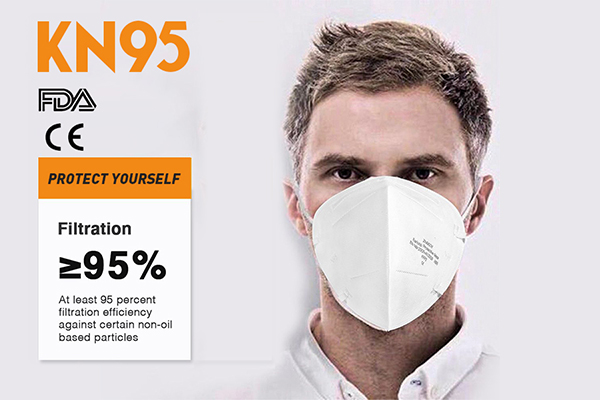 KN95
FDA
CE
PROTECT YOURSELF
Filtration
≥95%
At least 95 percent
filtration efficiency
against certain non-oil
based particles